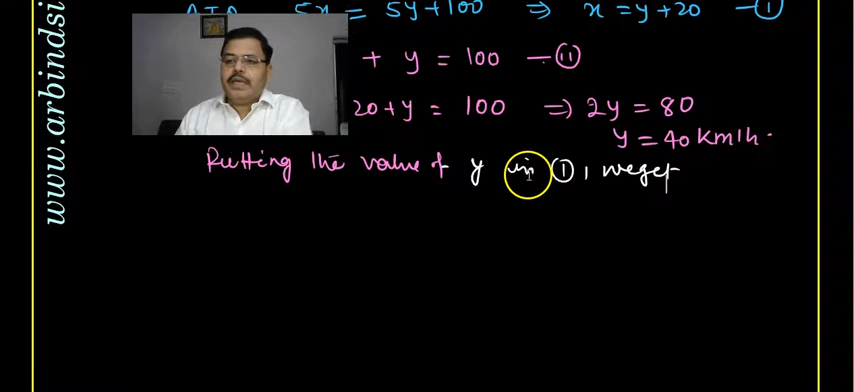 5x = 5y + 100 ⇒ x = y + 20 — ①
+ y = 100 — ⑪
20 + y = 100 ⇒ 2y = 80
y = 40 km/h.
Putting the value of y in ①, we get
www.arbindsi